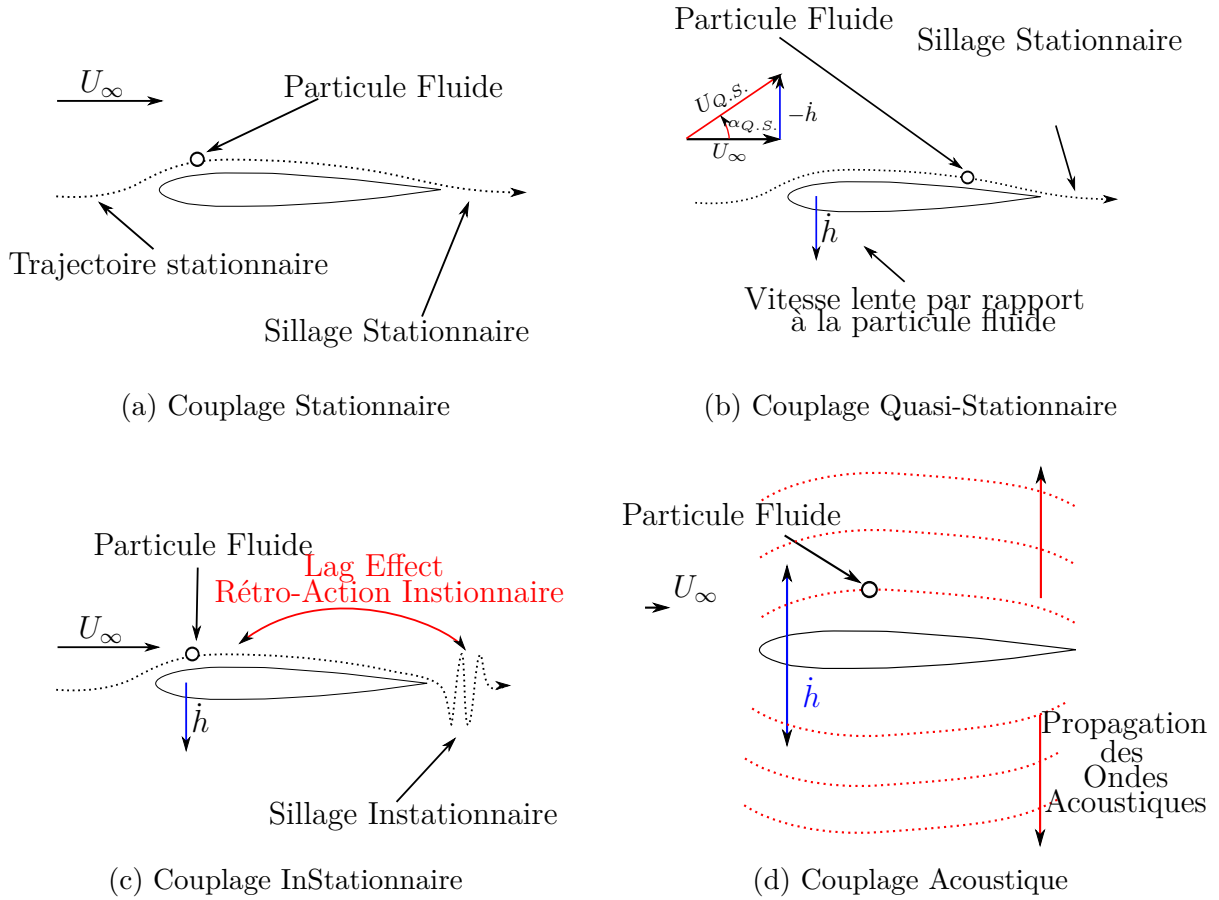 U∞
Particule Fluide
Trajectoire stationnaire
Sillage Stationnaire
(a) Couplage Stationnaire
Particule Fluide
Sillage Stationnaire
U_{Q.S.}
α_{Q.S.}
−ḣ
U∞
ḣ
Vitesse lente par rapport
à la particule fluide
(b) Couplage Quasi-Stationnaire
Particule Fluide
Lag Effect
Rétro-Action Instionnaire
U∞
ḣ
Sillage Instationnaire
(c) Couplage InStationnaire
Particule Fluide
U∞
ḣ
Propagation
des
Ondes
Acoustiques
(d) Couplage Acoustique